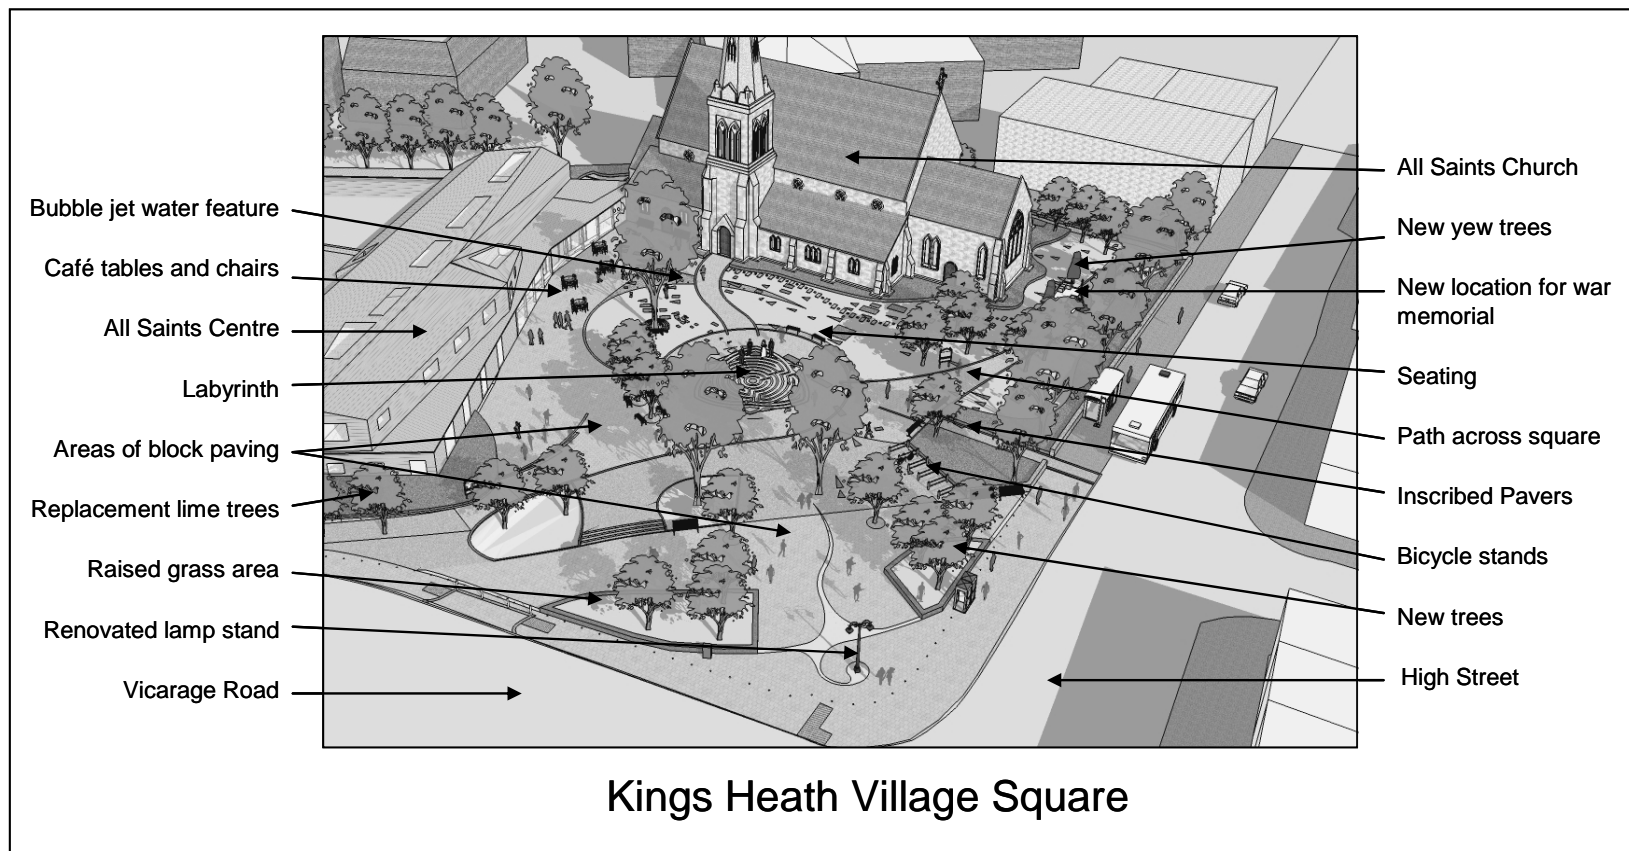 Bubble jet water feature
Café tables and chairs
All Saints Centre
Labyrinth
Areas of block paving
Replacement lime trees
Raised grass area
Renovated lamp stand
Vicarage Road
All Saints Church
New yew trees
New location for war
memorial
Seating
Path across square
Inscribed Pavers
Bicycle stands
New trees
High Street
Kings Heath Village Square